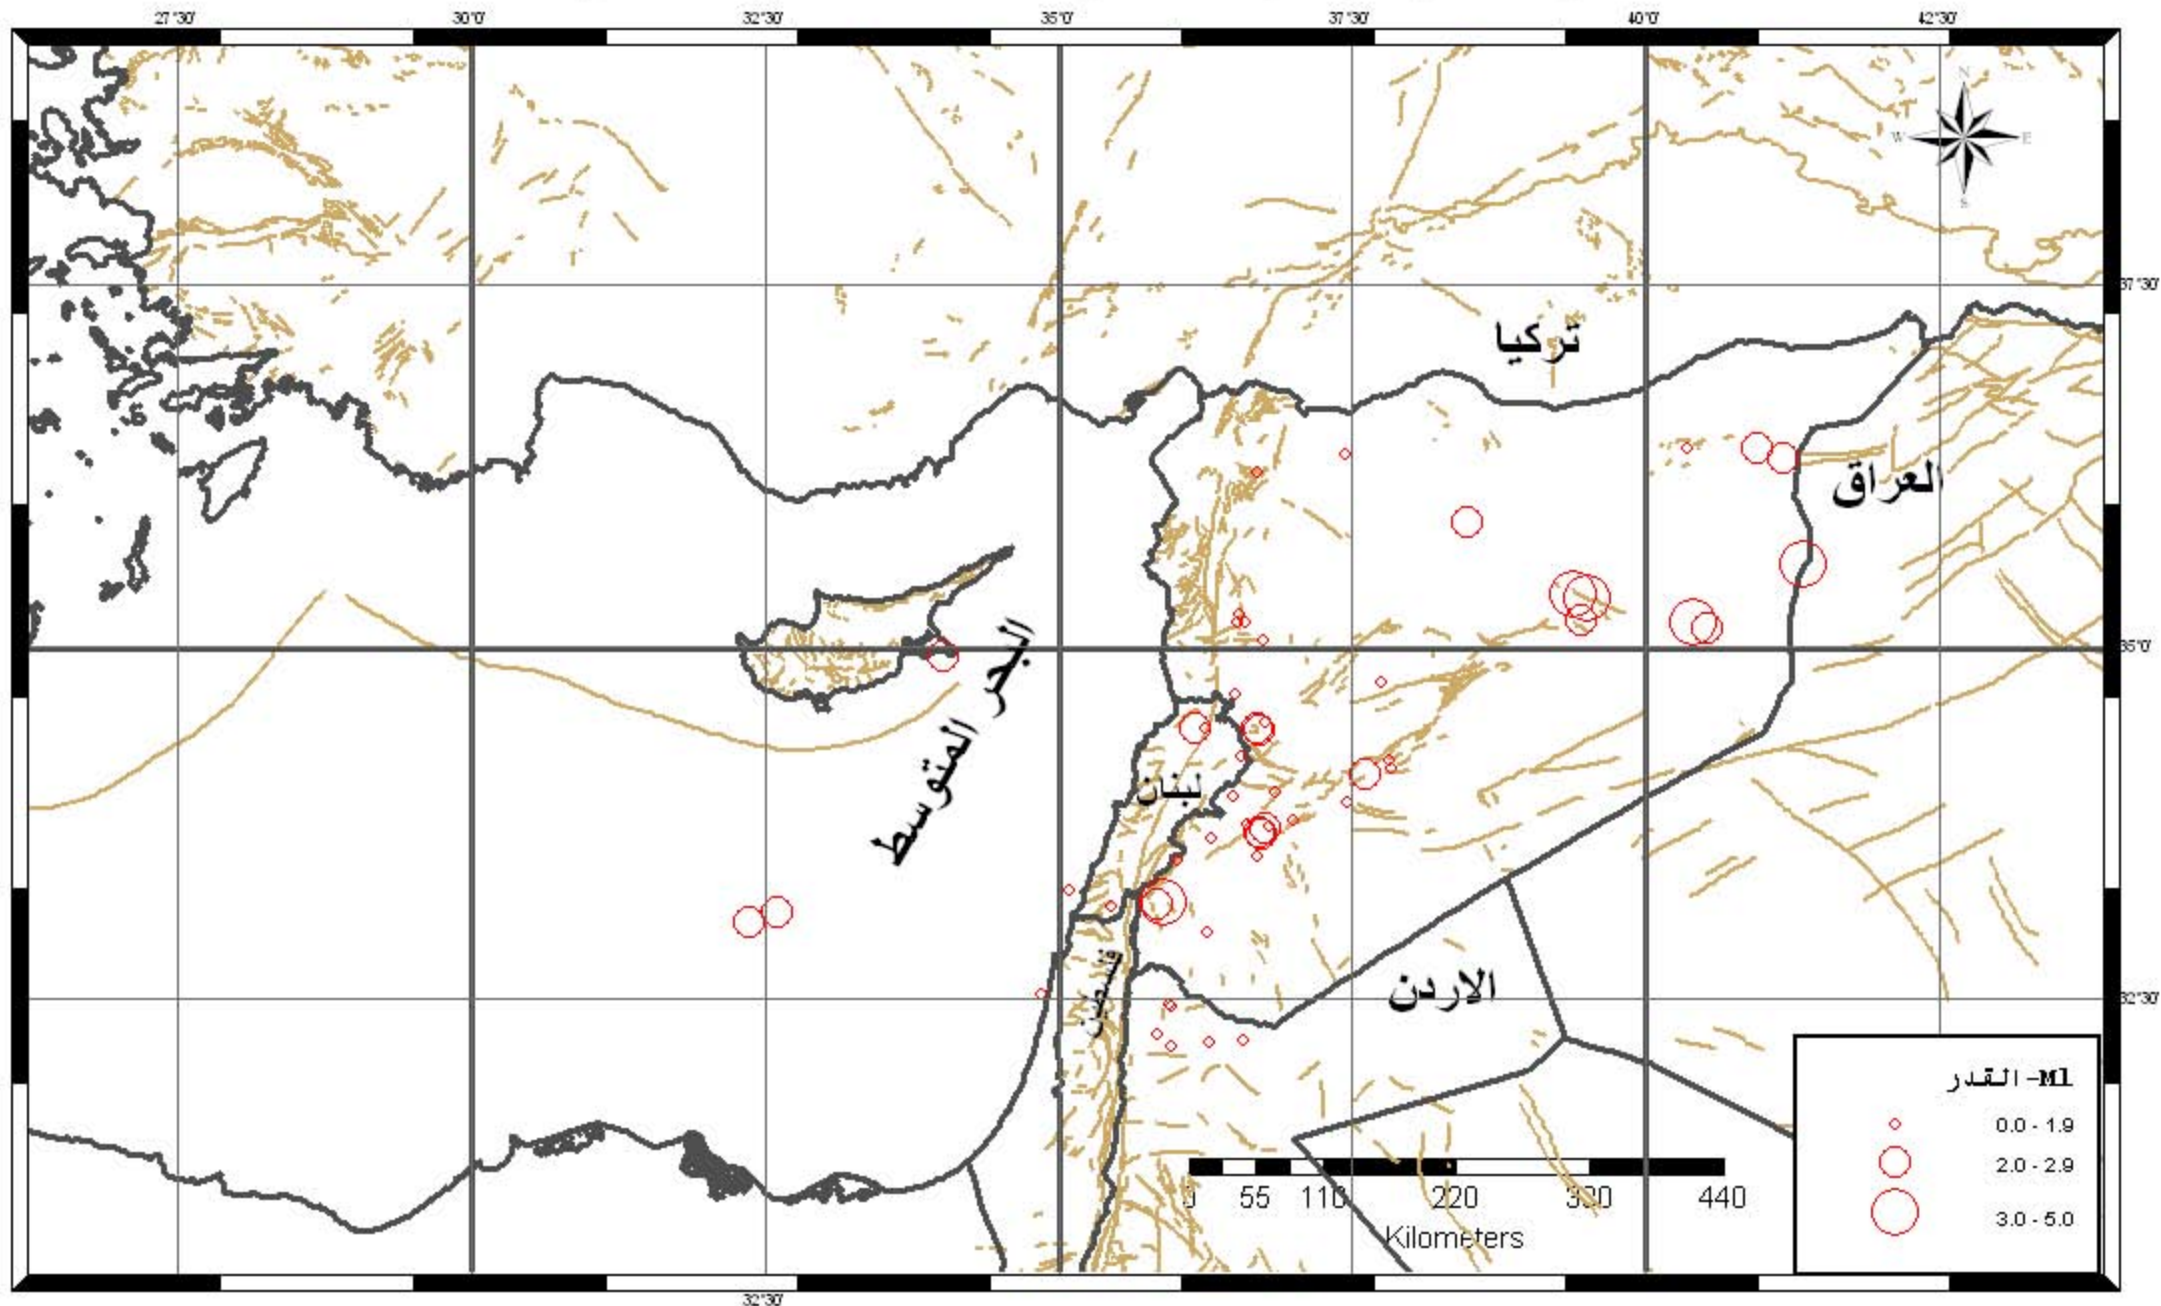 27°30' 30°0' 32°30' 35°0' 37°30' 40°0' 42°30'
N
W E
S
37°30'
تركيا
العراق
البحر المتوسط
35°0'
لبنان
فلسطين
الاردن
32°30'
القدر-Ml
0.0 - 1.9
2.0 - 2.9
3.0 - 5.0
0 55 110 220 330 440
Kilometers
32°30'